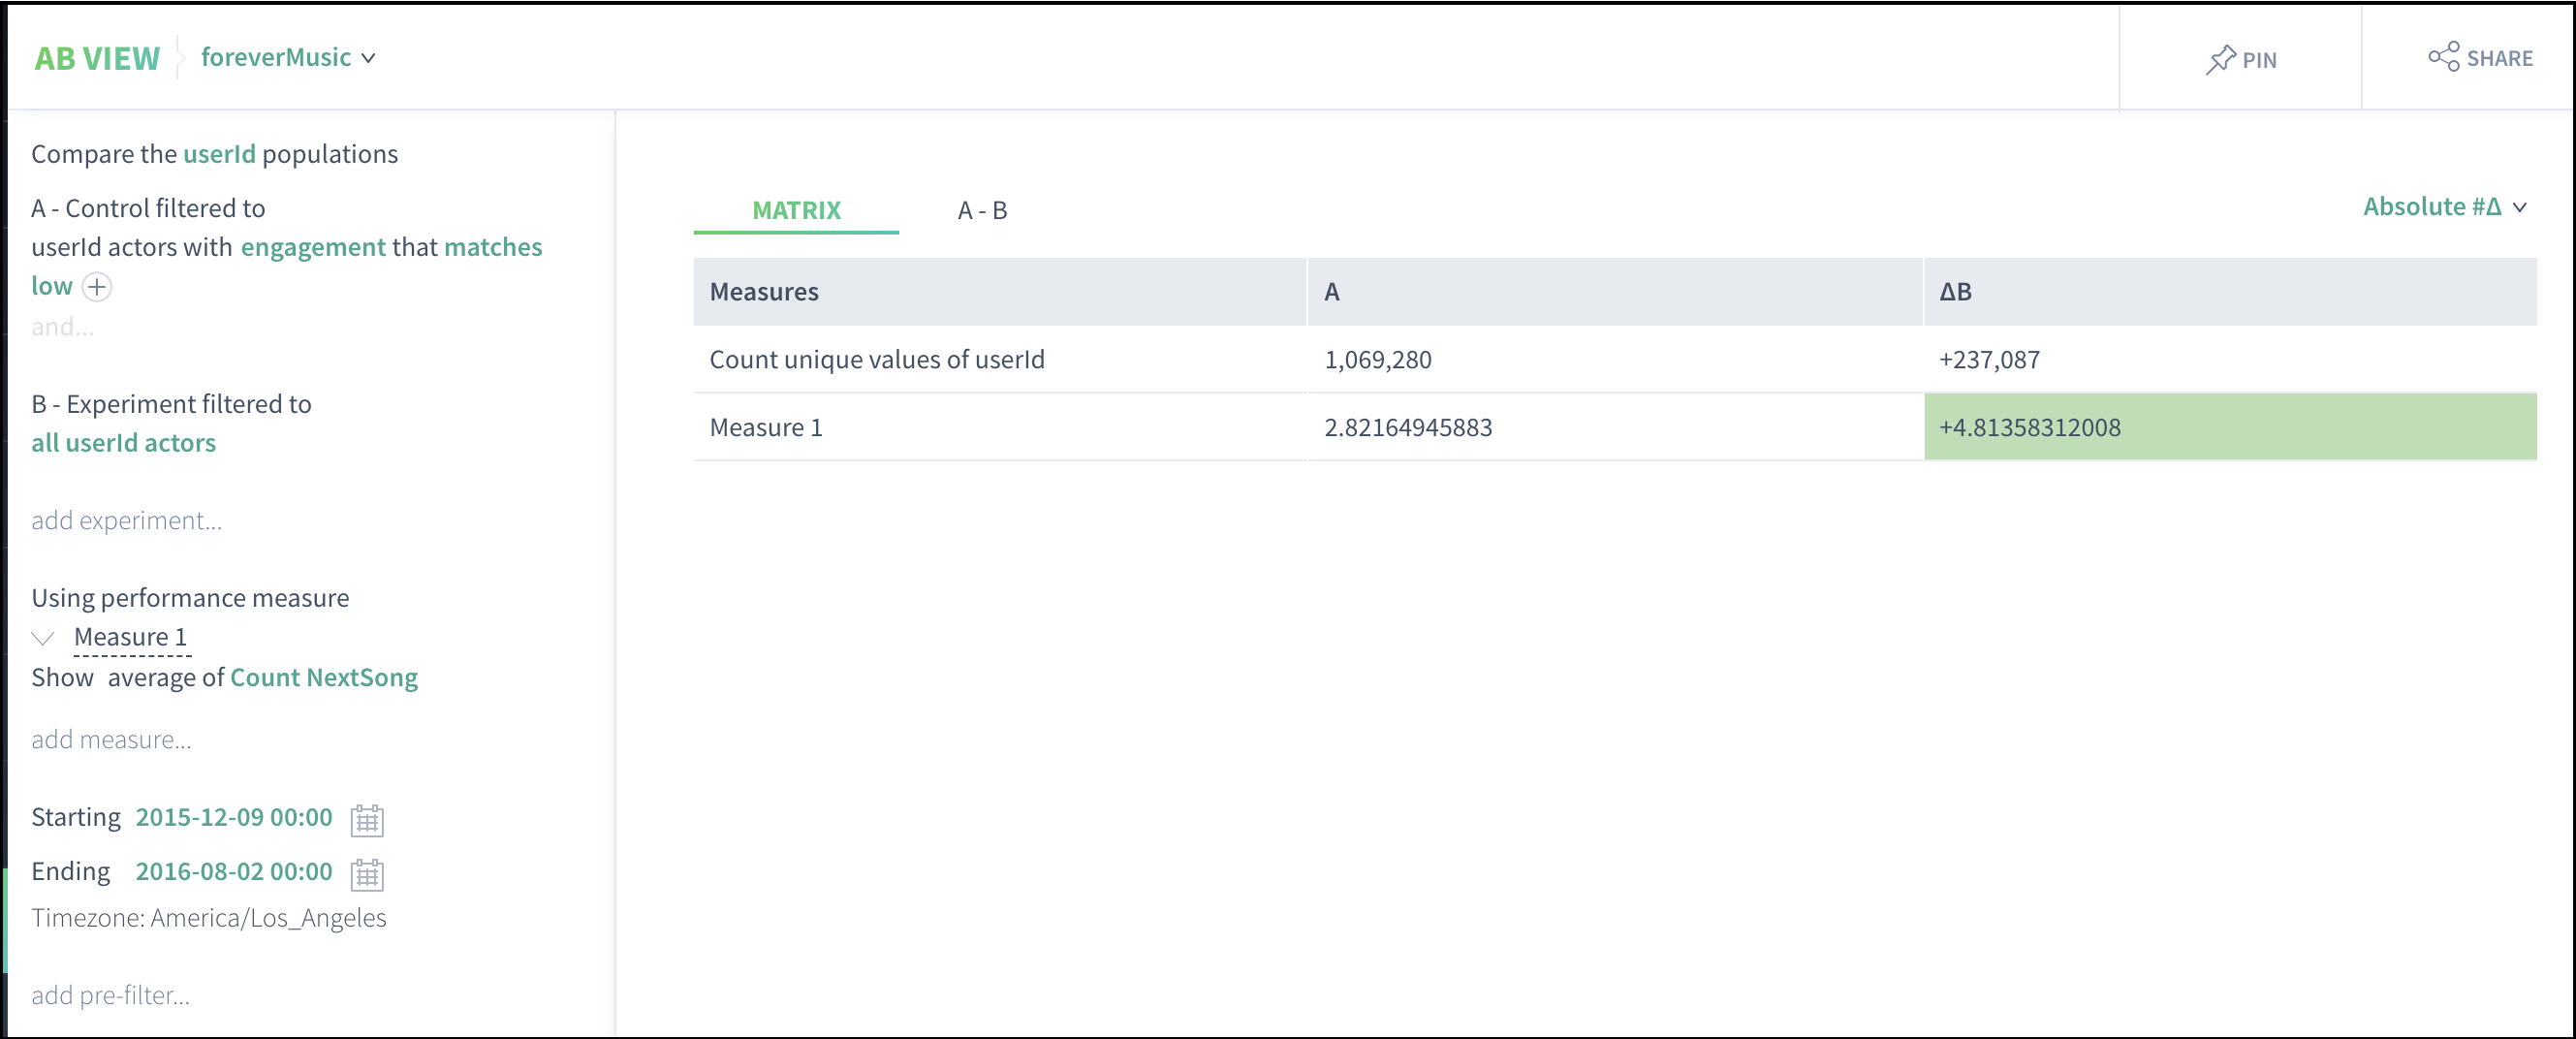 AB VIEW foreverMusic
PIN
SHARE
Compare the userId populations
A - Control filtered to
userId actors with engagement that matches
low
and...
B - Experiment filtered to
all userId actors
add experiment...
Using performance measure
Measure 1
Show average of Count NextSong
add measure...
Starting 2015-12-09 00:00
Ending 2016-08-02 00:00
Timezone: America/Los_Angeles
add pre-filter...
MATRIX A - B
Absolute #Δ
Measures A ΔB
Count unique values of userId 1,069,280 +237,087
Measure 1 2.82164945883 +4.81358312008